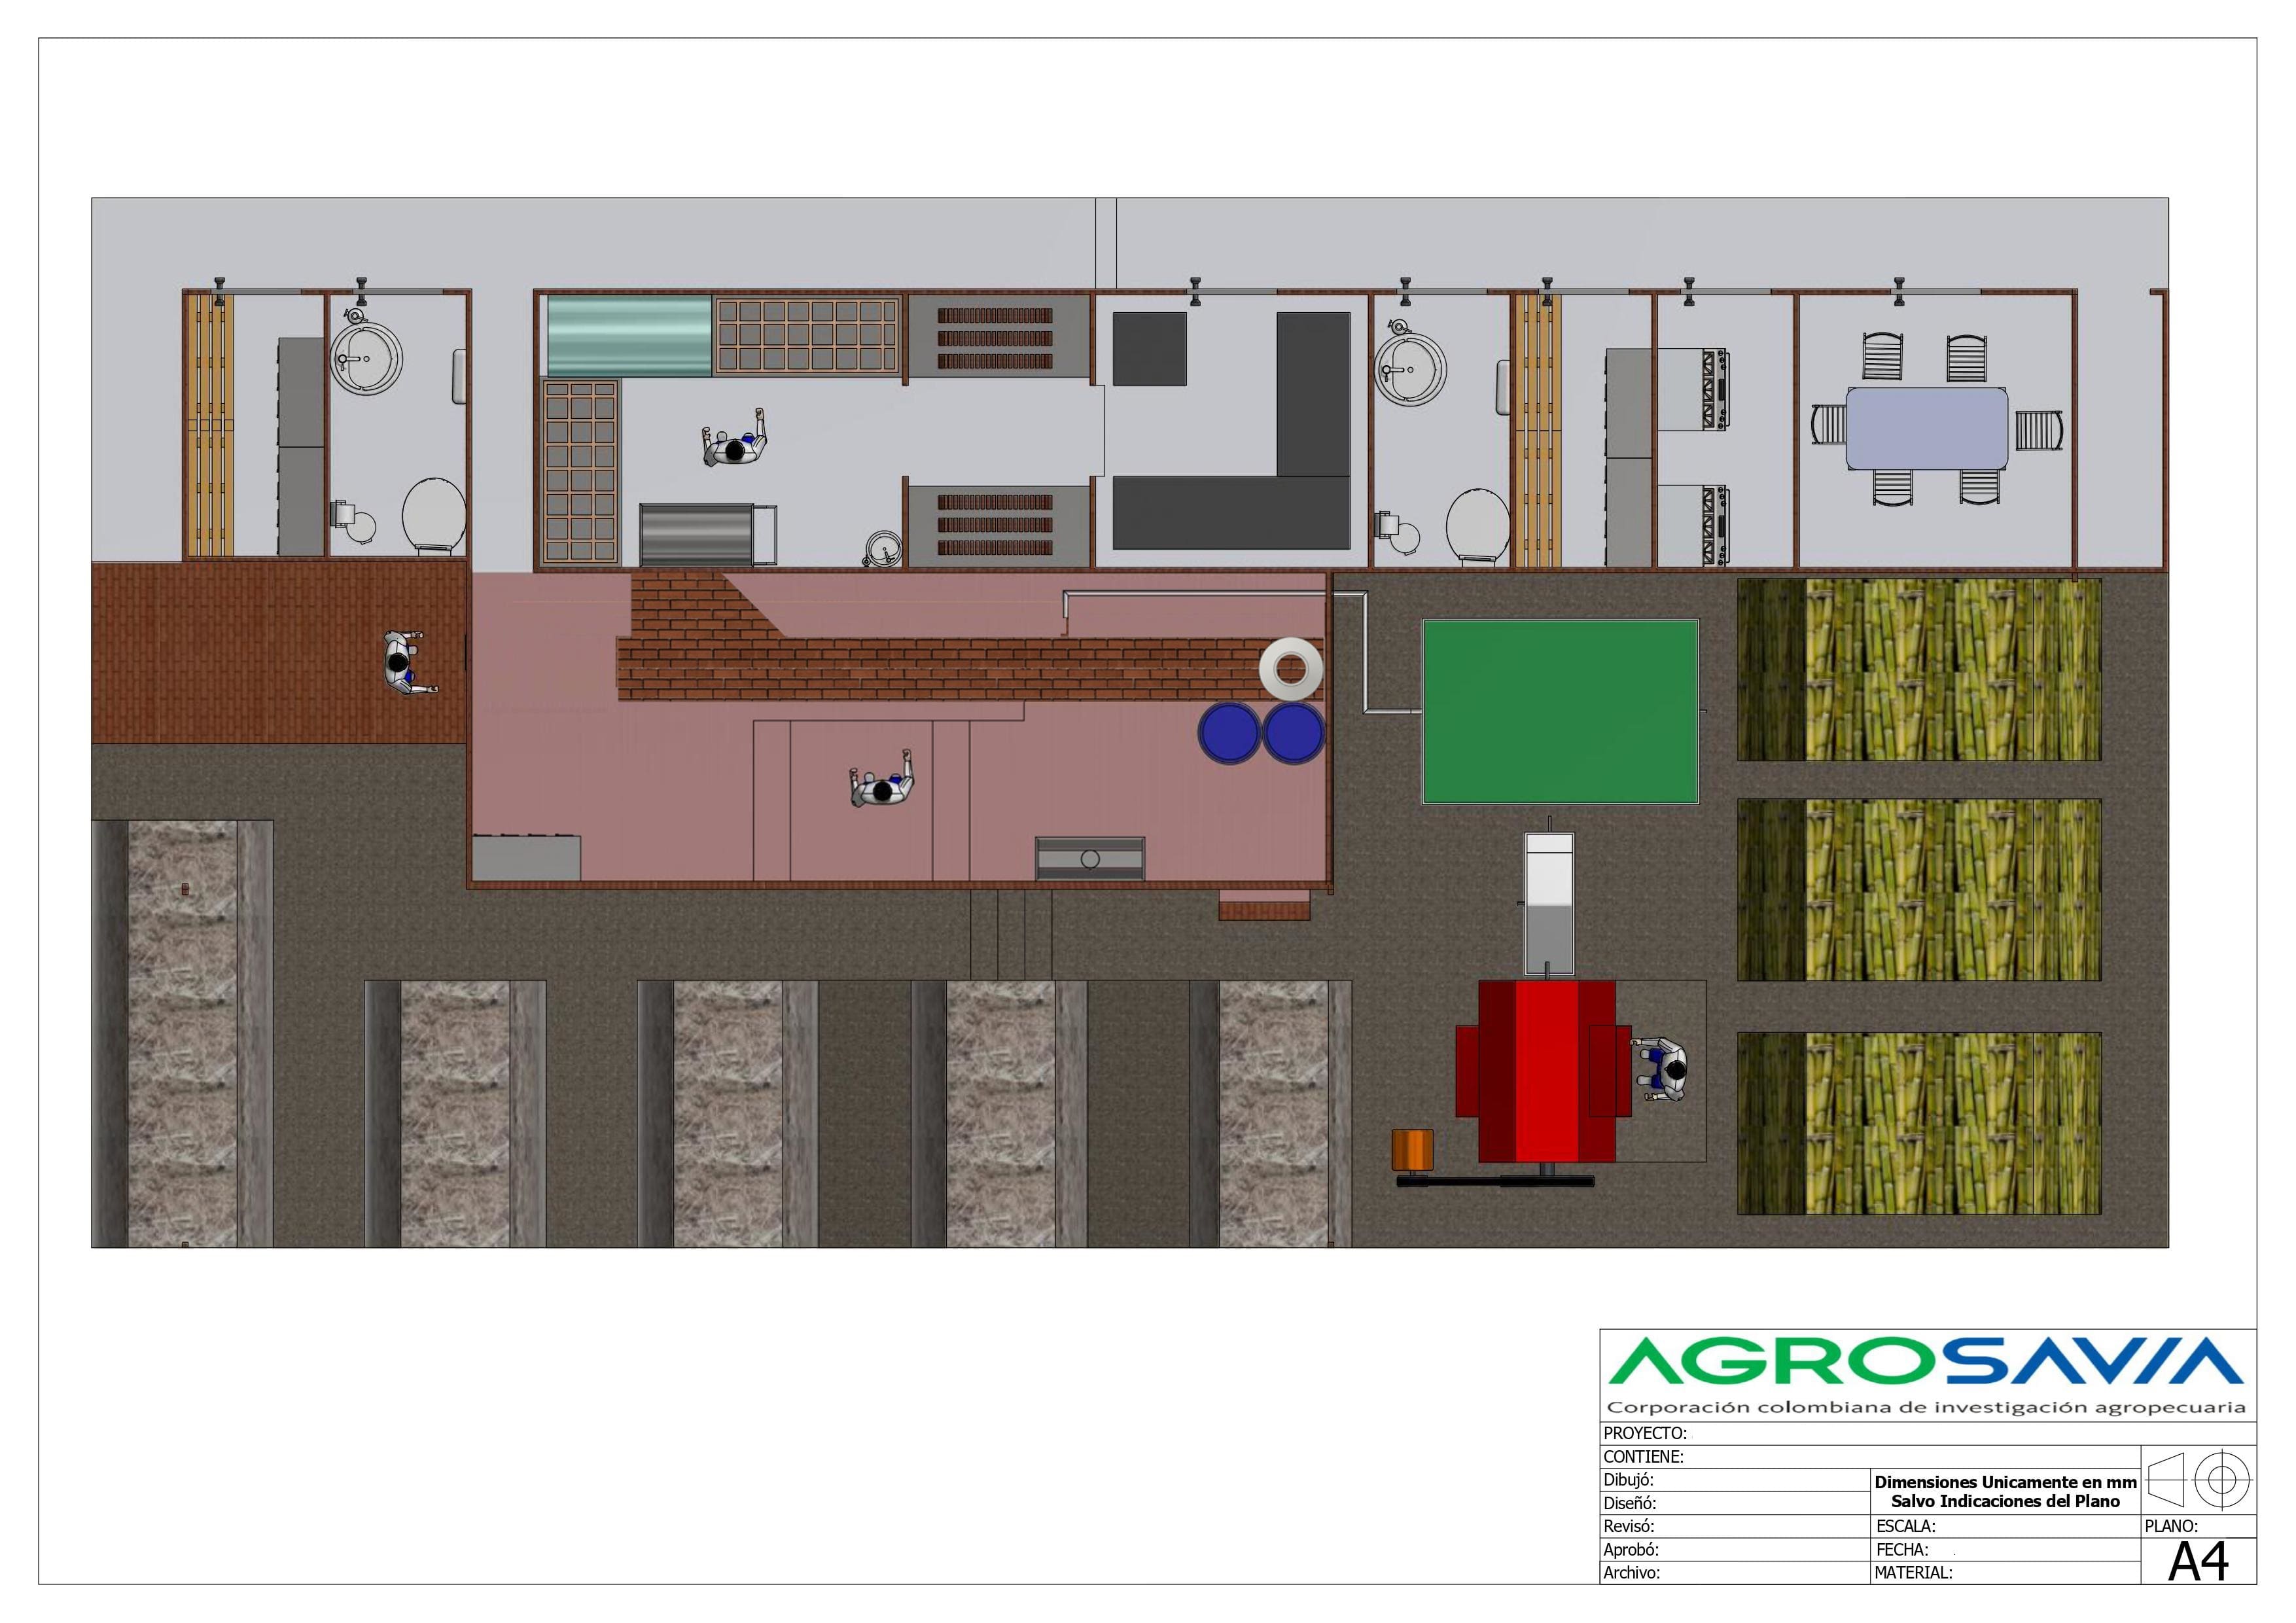 AGROSAVIA
Corporación colombiana de investigación agropecuaria
PROYECTO:
CONTIENE:
Dibujó:
Dimensiones Unicamente en mm
Salvo Indicaciones del Plano
Diseñó:
Revisó:
ESCALA:
PLANO:
Aprobó:
FECHA:
A4
Archivo:
MATERIAL: